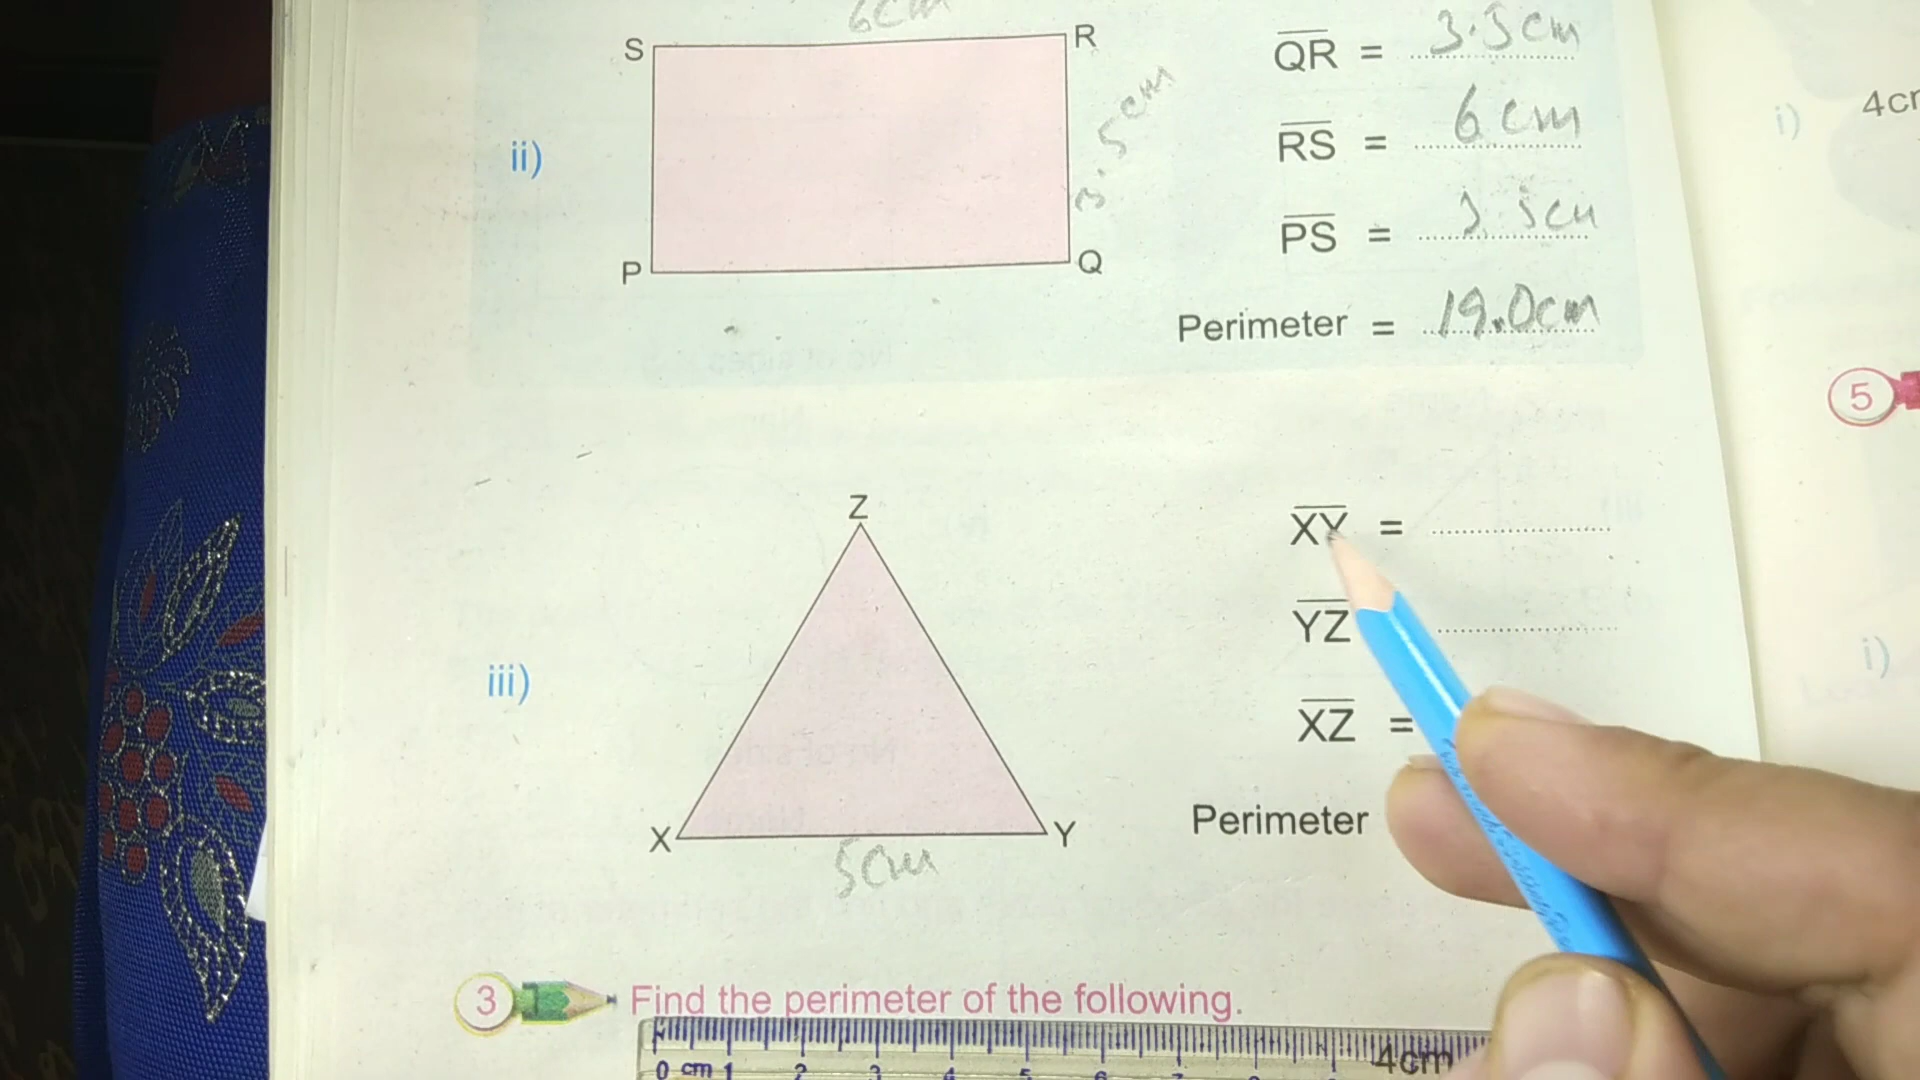 6cm
S
R
QR = 3.5cm
3.5cm
RS = 6cm
ii)
PS = 3.5cm
P
Q
Perimeter = 19.0cm
i)
4cm
5
Z
XY =
YZ
iii)
XZ =
X
Y
Perimeter
5cm
i)
3 Find the perimeter of the following.
0 cm 1 2 3 4 5 6 7
4cm